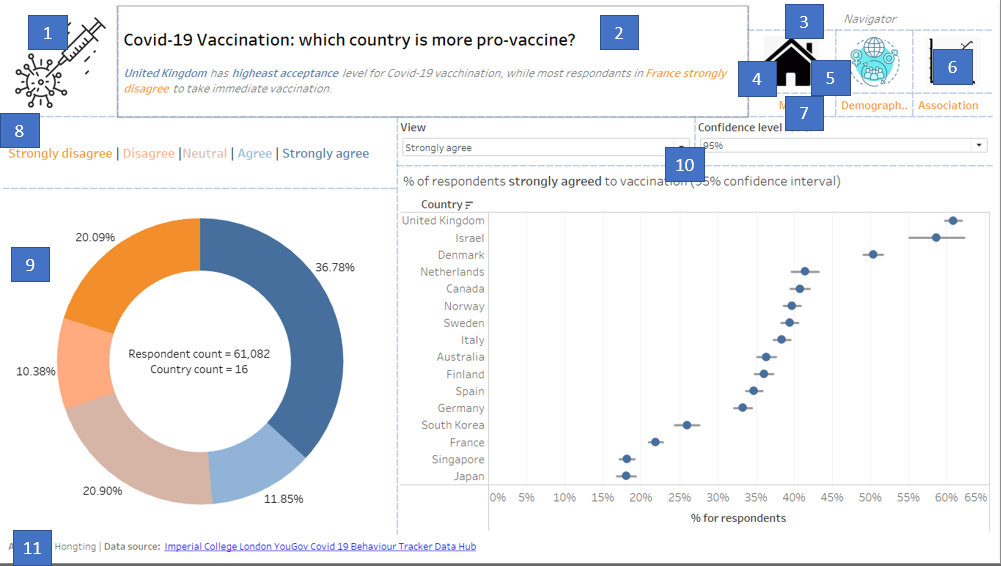 1
2
3
Navigator
Covid-19 Vaccination: which country is more pro-vaccine?
United Kingdom has higheest acceptance level for Covid-19 vacchination, while most respondants in France strongly
disagree to take immediate vaccination.
4
5
6
7
Demograph..
Association
8
View
Confidence level
Strongly disagree | Disagree |Neutral | Agree | Strongly agree
Strongly agree
95%
10
% of respondents strongly agreed to vaccination (95% confidence interval)
Country
United Kingdom
Israel
Denmark
Netherlands
Canada
Norway
Sweden
Italy
Australia
Finland
Spain
Germany
South Korea
France
Singapore
Japan
0% 5% 10% 15% 20% 25% 30% 35% 40% 45% 50% 55% 60% 65%
% for respondents
9
20.09%
36.78%
Respondent count = 61,082
Country count = 16
10.38%
20.90%
11.85%
11
Hongting | Data source: Imperial College London YouGov Covid 19 Behaviour Tracker Data Hub